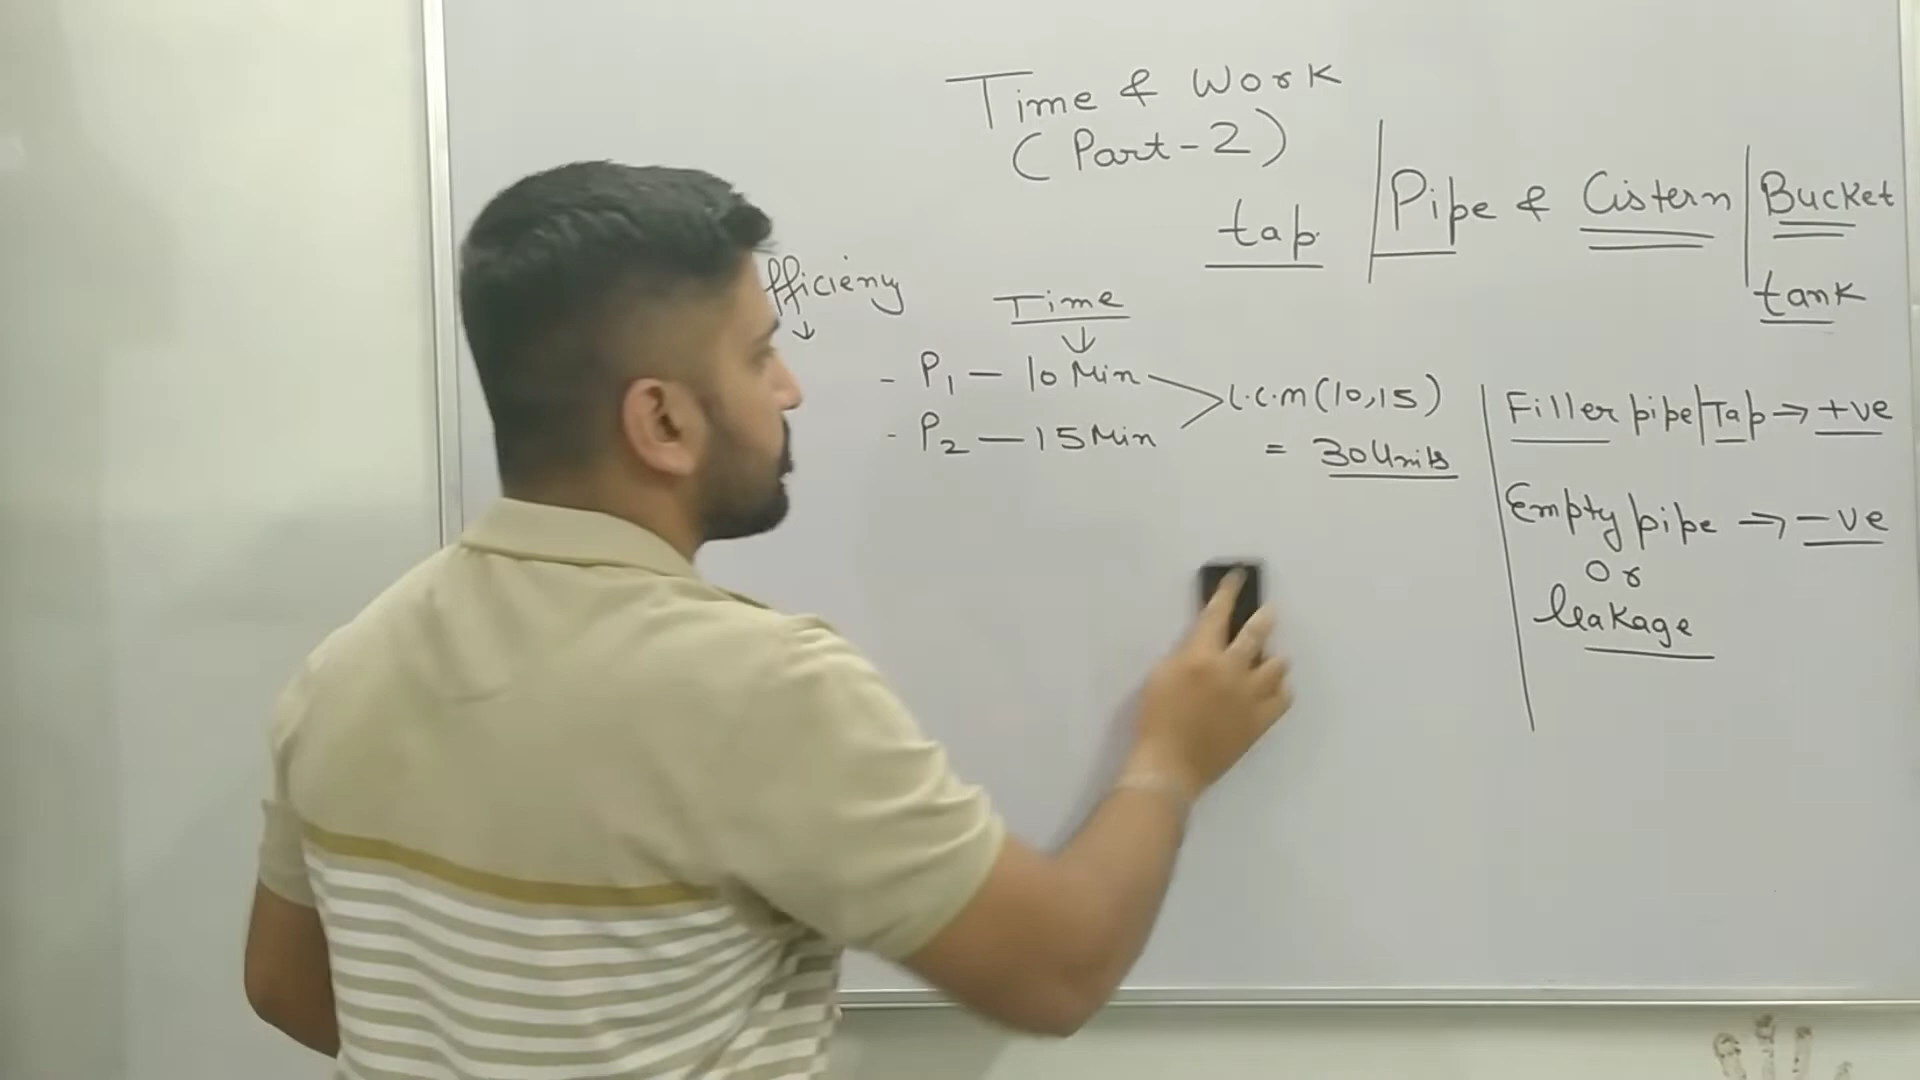 Time & Work
(Part-2)
tap | Pipe & Cistern | Bucket
tank
fficieny
↓
Time
↓
- P1 — 10 Min
- P2 — 15 Min
L.C.M(10,15)
= 30 Units
Filler pipe|Tap → +ve
Empty pipe → -ve
Or
leakage